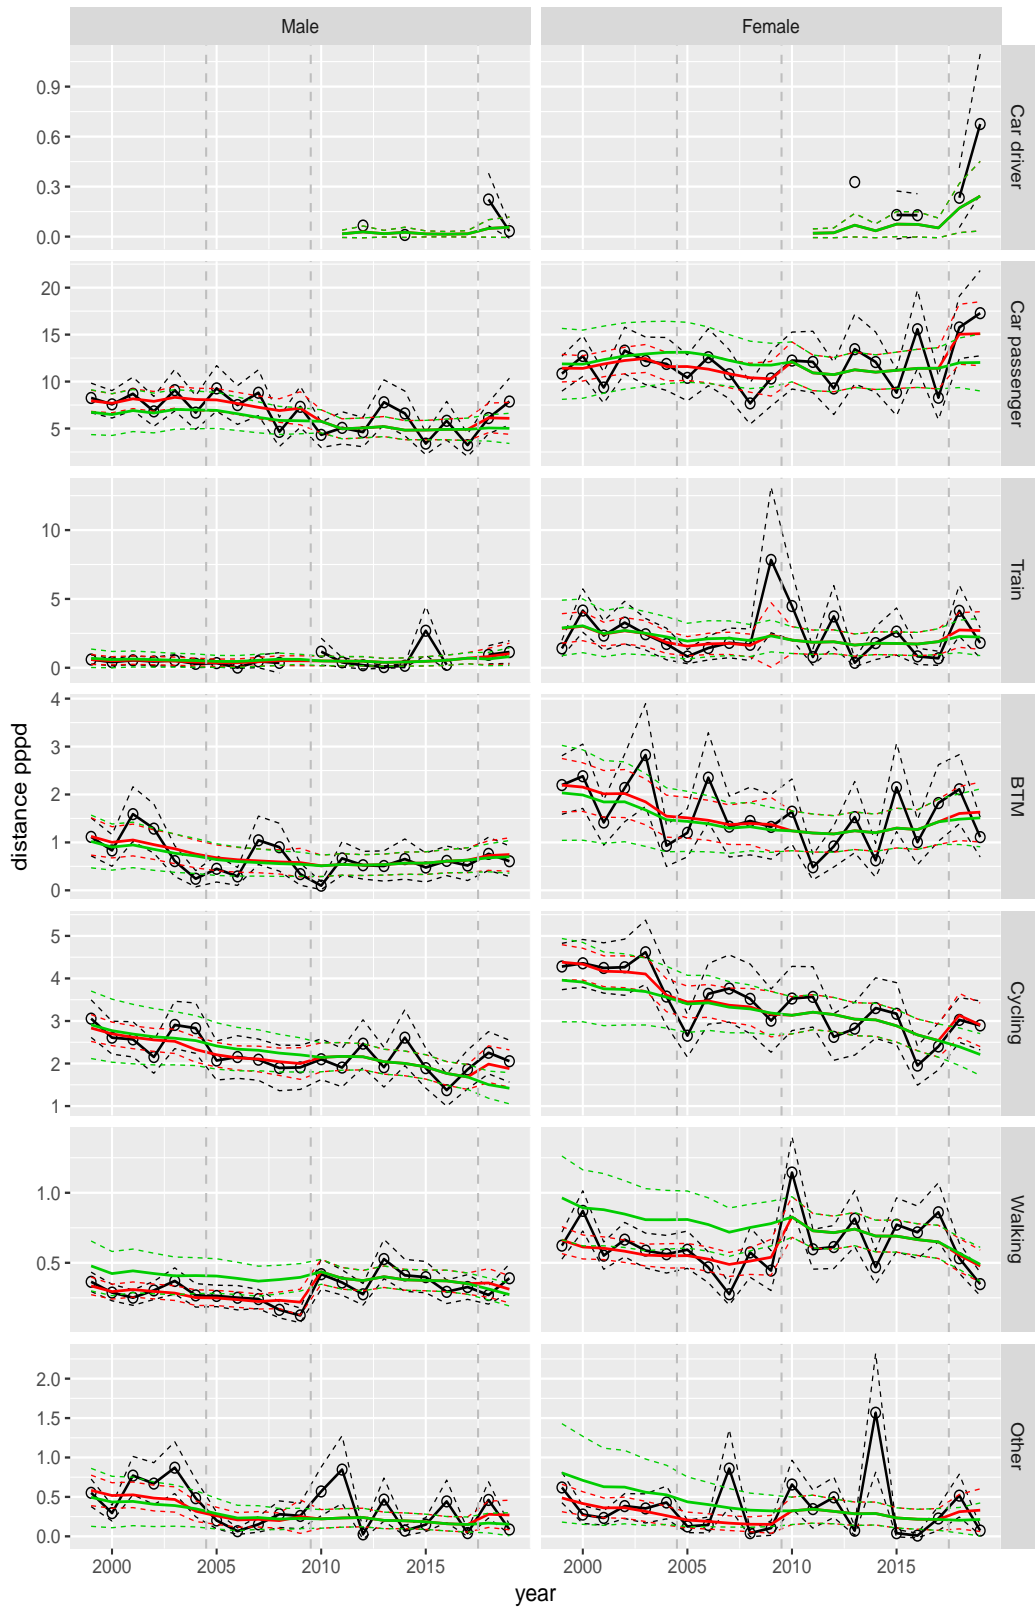 Male Female
0.9
0.6
0.3
0.0
Car driver
20
15
10
5
Car passenger
10
5
0
Train
4
3
2
1
0
BTM
5
4
3
2
1
Cycling
1.0
0.5
Walking
2.0
1.5
1.0
0.5
0.0
Other
distance pppd
2000 2005 2010 2015 2000 2005 2010 2015
year